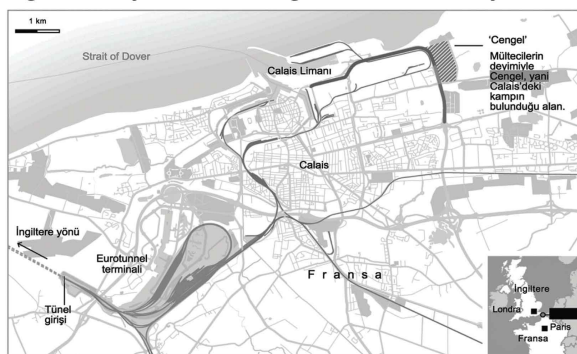 1 km
Strait of Dover
Calais Limanı
'Cengel'
Mültecilerin
deyimiyle
Cengel, yani
Calais'deki
kampın
bulunduğu alan.
Calais
İngiltere yönü
Eurotunnel
terminali
Tünel
girişi
Fransa
İngiltere
Londra
Paris
Fransa